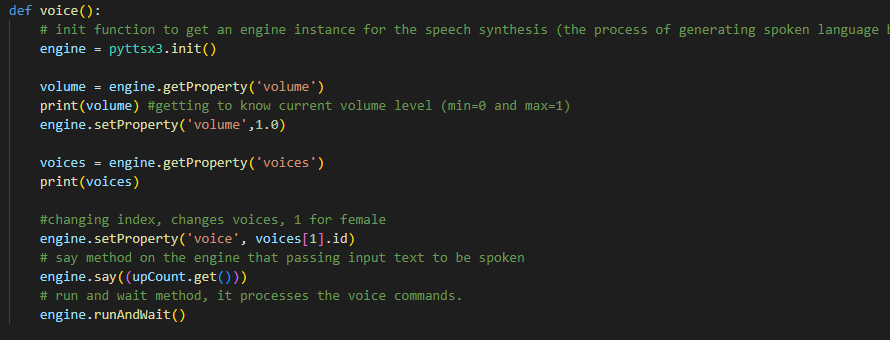 def voice():
    # init function to get an engine instance for the speech synthesis (the process of generating spoken language
    engine = pyttsx3.init()

    volume = engine.getProperty('volume')
    print(volume) #getting to know current volume level (min=0 and max=1)
    engine.setProperty('volume',1.0)

    voices = engine.getProperty('voices')
    print(voices)

    #changing index, changes voices, 1 for female
    engine.setProperty('voice', voices[1].id)
    # say method on the engine that passing input text to be spoken
    engine.say((upCount.get()))
    # run and wait method, it processes the voice commands.
    engine.runAndWait()